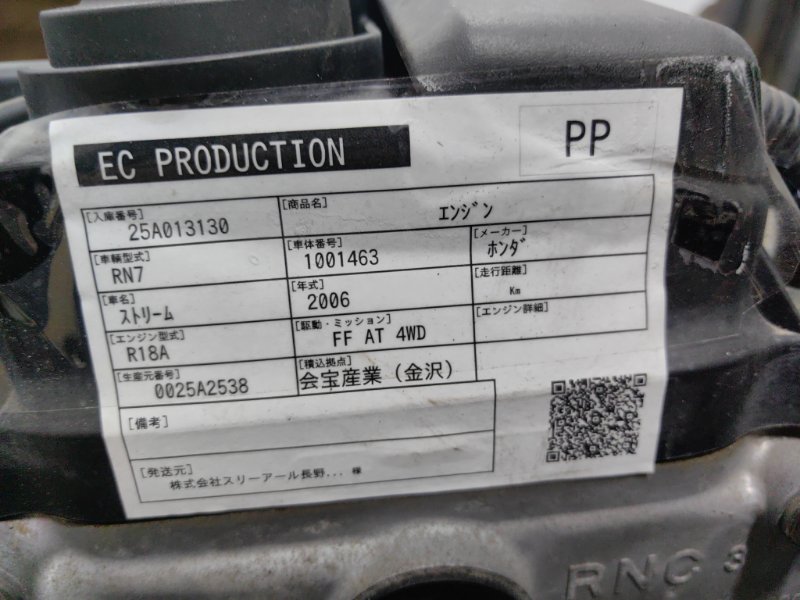 EC PRODUCTION
PP
[入庫番号] 25A013130
[商品名] エンジン
[車輌型式] RN7
[車体番号] 1001463
[メーカー] ホンダ
[車名] ストリーム
[年式] 2006
[走行距離] Km
[エンジン型式] R18A
[駆動・ミッション] FF AT 4WD
[エンジン詳細]
[生産元番号] 0025A2538
[積込拠点] 会宝産業（金沢）
[備考]
[発送元] 株式会社スリーアール長野... 様
RNC 3